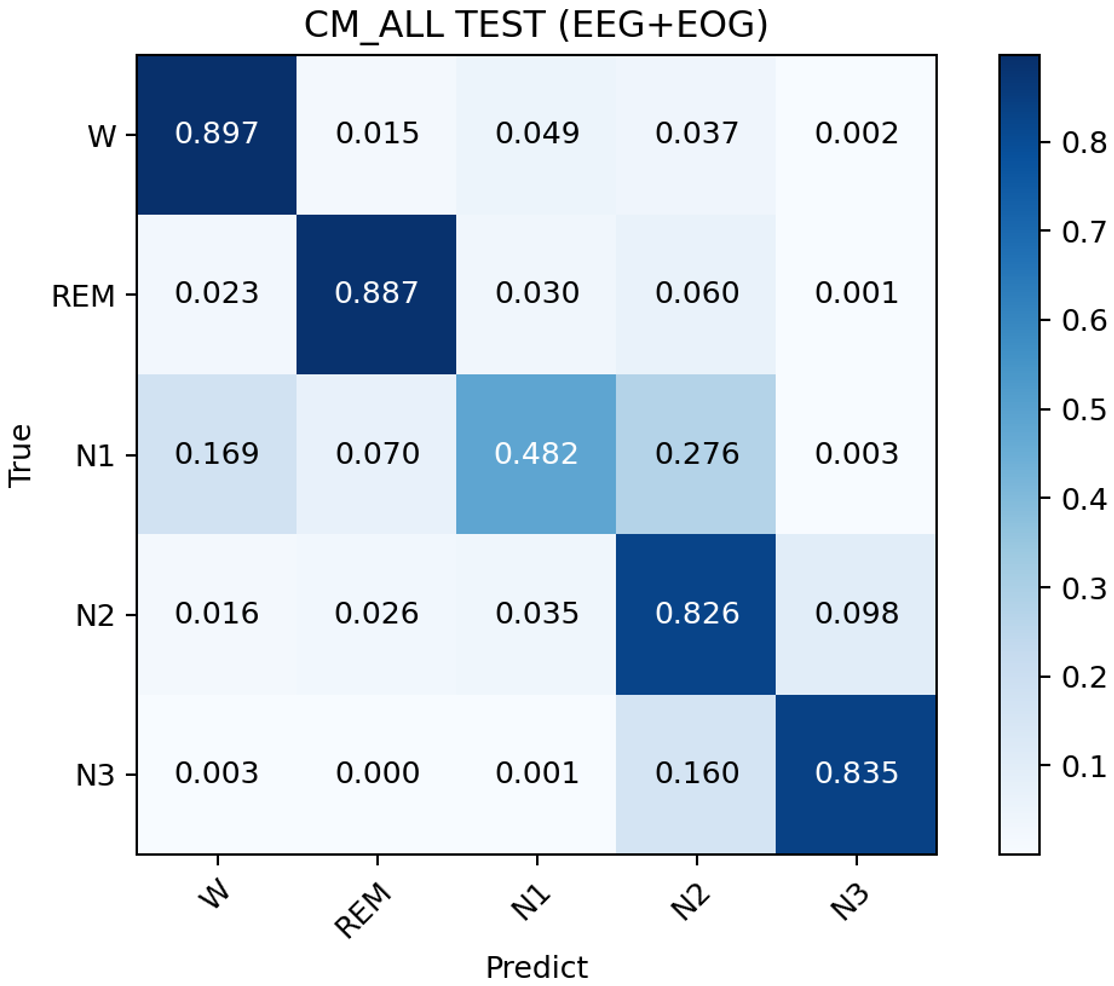 CM_ALL TEST (EEG+EOG)
W 0.897 0.015 0.049 0.037 0.002
REM 0.023 0.887 0.030 0.060 0.001
N1 0.169 0.070 0.482 0.276 0.003
N2 0.016 0.026 0.035 0.826 0.098
N3 0.003 0.000 0.001 0.160 0.835
W REM N1 N2 N3
Predict
True
0.8
0.7
0.6
0.5
0.4
0.3
0.2
0.1